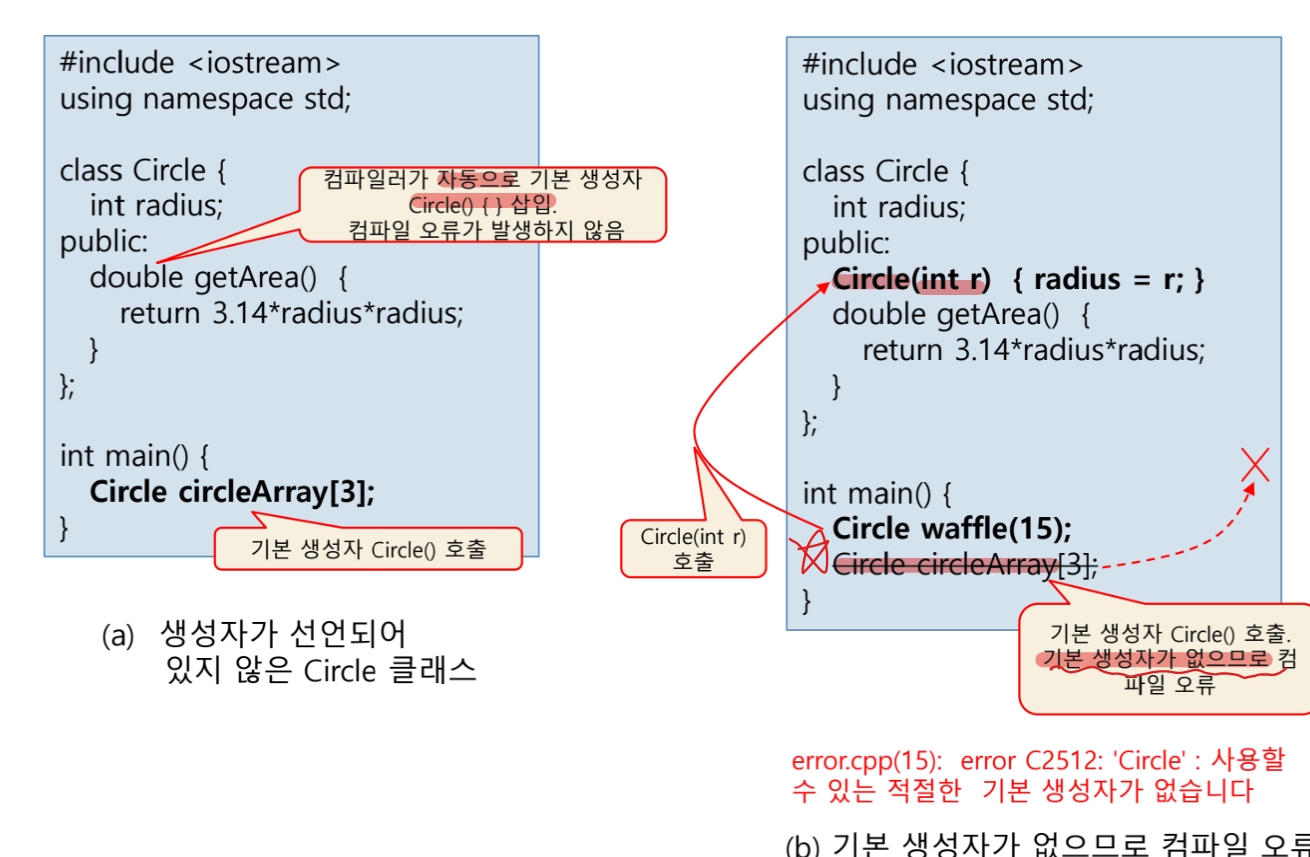 #include <iostream>
using namespace std;
class Circle {
int radius;
public:
double getArea() {
return 3.14*radius*radius;
}
};
int main() {
Circle circleArray[3];
}
컴파일러가 자동으로 기본 생성자
Circle() { } 삽입.
컴파일 오류가 발생하지 않음
기본 생성자 Circle() 호출
(a) 생성자가 선언되어
있지 않은 Circle 클래스
#include <iostream>
using namespace std;
class Circle {
int radius;
public:
Circle(int r) { radius = r; }
double getArea() {
return 3.14*radius*radius;
}
};
int main() {
Circle waffle(15);
Circle circleArray[3];
}
Circle(int r)
호출
기본 생성자 Circle() 호출.
기본 생성자가 없으므로 컴
파일 오류
error.cpp(15): error C2512: 'Circle' : 사용할
수 있는 적절한 기본 생성자가 없습니다
(b) 기본 생성자가 없으므로 컴파일 오류